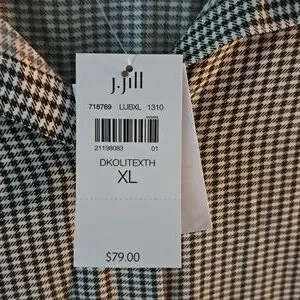 j.jill
718769 LUBXL 1310
21198083 01
DKOLITEXTH
XL
$79.00